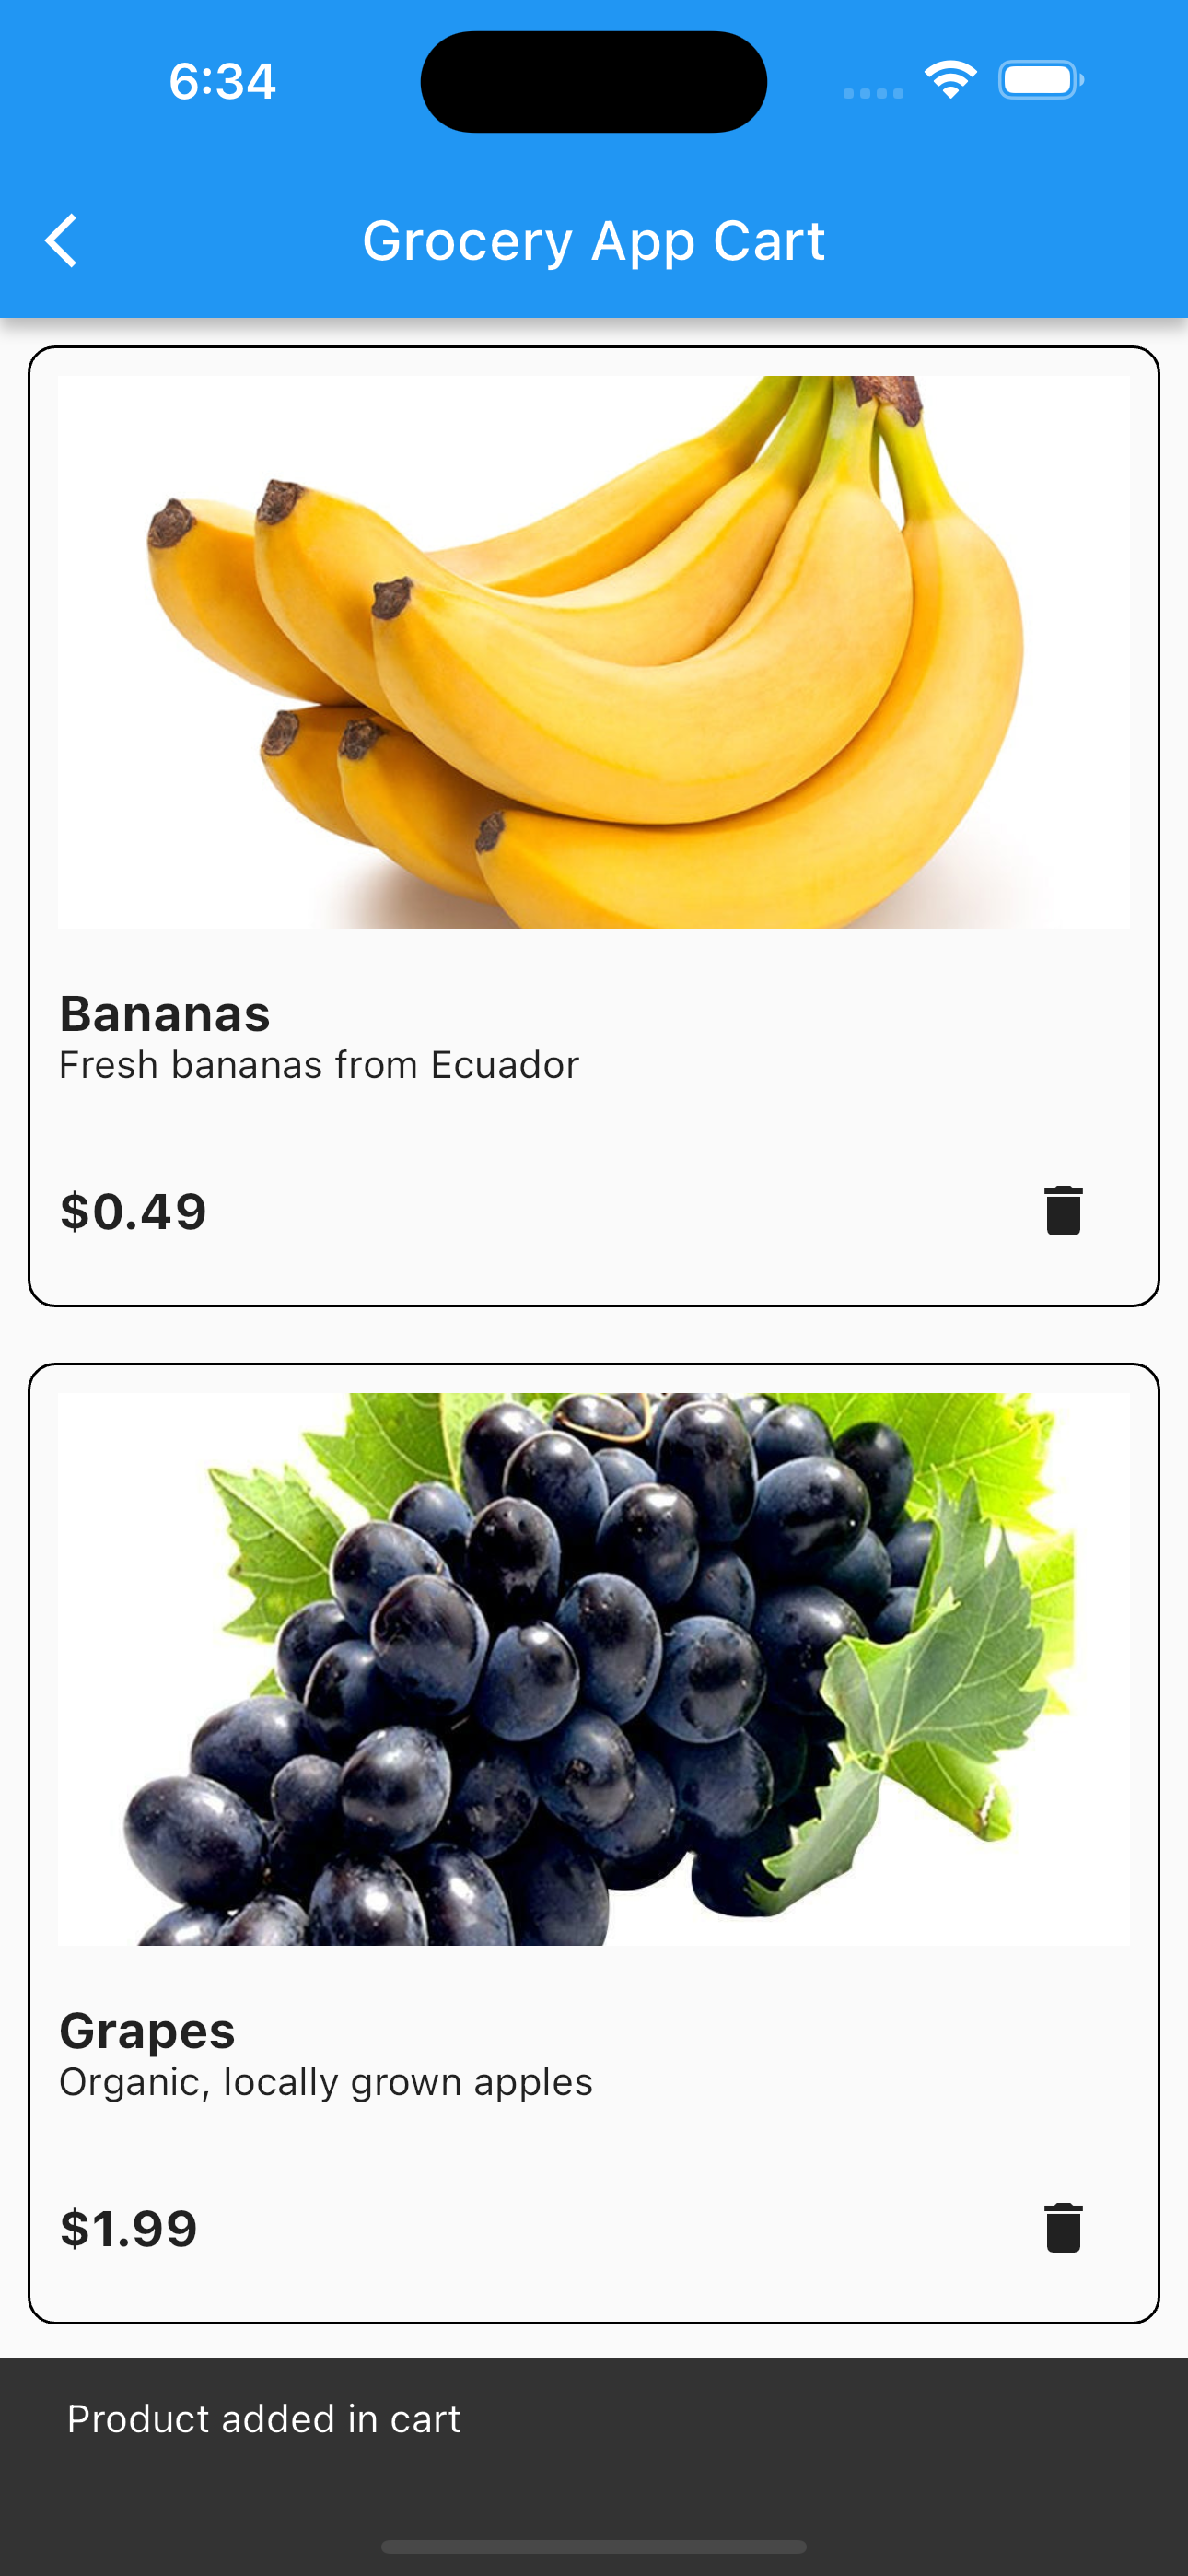 6:34
Grocery App Cart
Bananas
Fresh bananas from Ecuador
$0.49
Grapes
Organic, locally grown apples
$1.99
Product added in cart